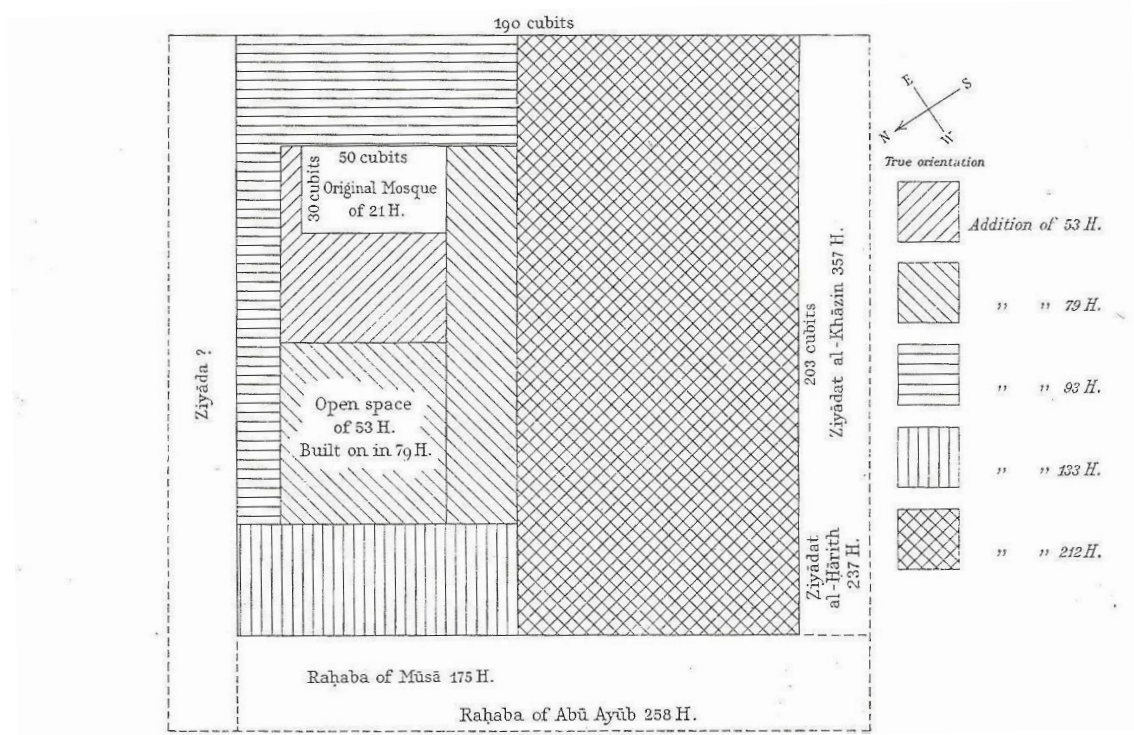 190 cubits
E
S
N
W
True orientation
50 cubits
30 cubits
Original Mosque
of 21 H.
Addition of 53 H.
" " 79 H.
" " 93 H.
" " 133 H.
" " 212 H.
203 cubits
Ziyādat al-Khāzin 357 H.
Ziyāda ?
Open space
of 53 H.
Built on in 79 H.
Ziyādat
al-Ḥārith
237 H.
Raḥaba of Mūsā 175 H.
Raḥaba of Abū Ayūb 258 H.